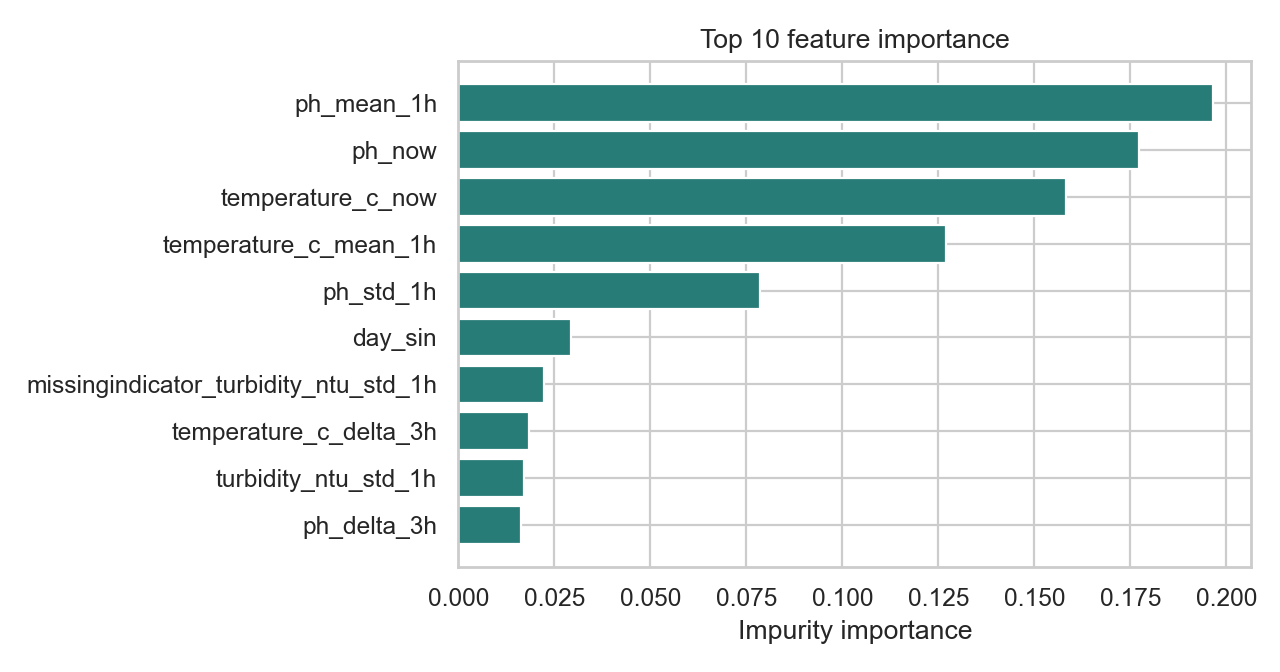 Top 10 feature importance
ph_mean_1h
ph_now
temperature_c_now
temperature_c_mean_1h
ph_std_1h
day_sin
missingindicator_turbidity_ntu_std_1h
temperature_c_delta_3h
turbidity_ntu_std_1h
ph_delta_3h
0.000 0.025 0.050 0.075 0.100 0.125 0.150 0.175 0.200
Impurity importance